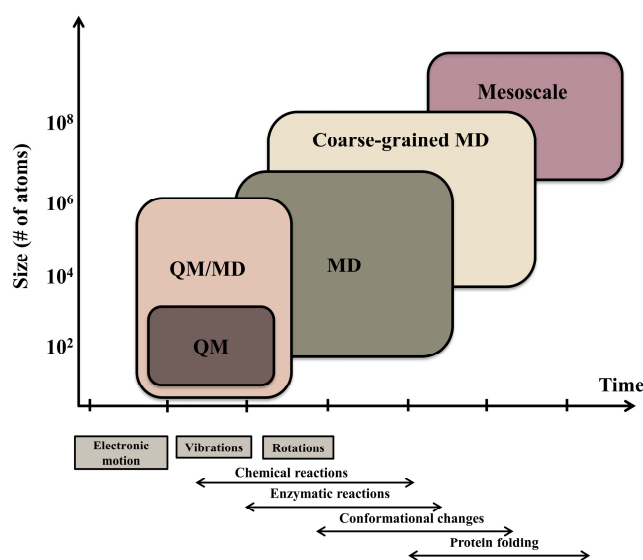 Mesoscale
10⁸
Coarse-grained MD
10⁶
Size (# of atoms)
QM/MD
MD
10⁴
10²
QM
Time
Electronic
motion
Vibrations
Rotations
Chemical reactions
Enzymatic reactions
Conformational changes
Protein folding